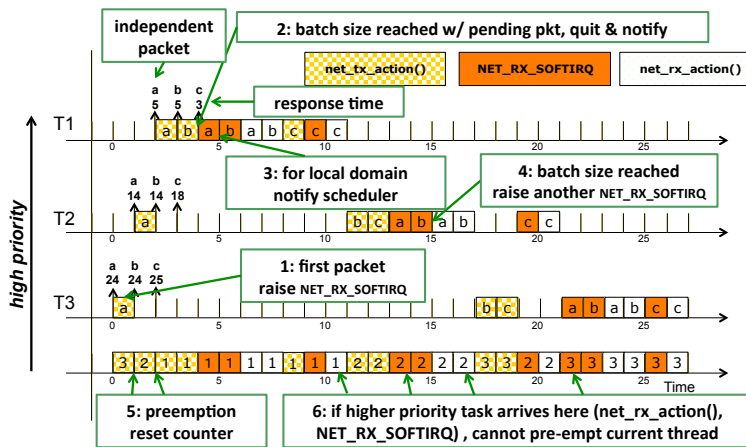 independent
packet
2: batch size reached w/ pending pkt, quit & notify
net_tx_action()
NET_RX_SOFTIRQ
net_rx_action()
a b c
5 5 3
response time
T1
a b a b a b c c c
0 5 10 15 20 25
3: for local domain
notify scheduler
4: batch size reached
raise another NET_RX_SOFTIRQ
high priority
a b c
14 14 18
T2
a b c a b a b c c
0 5 10 15 20 25
1: first packet
raise NET_RX_SOFTIRQ
a b c
24 24 25
T3
a b c a b a b c c
0 5 10 15 20 25
3 2 1 1 1 1 1 1 1 1 1 2 2 2 2 2 2 3 3 2 2 3 3 3 3 3 3
0 5 10 15 20 25 Time
5: preemption
reset counter
6: if higher priority task arrives here (net_rx_action(),
NET_RX_SOFTIRQ) , cannot pre-empt current thread